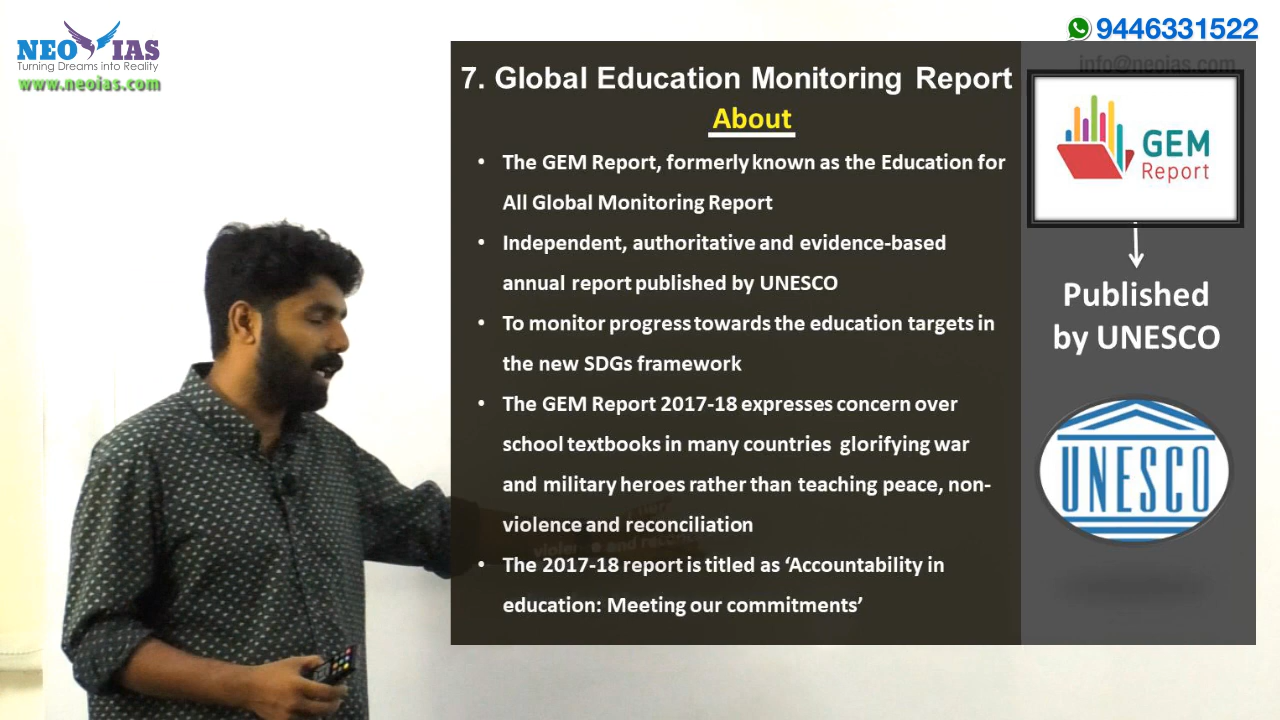 NEO IAS
Turning Dreams into Reality
www.neoias.com
9446331522
info@neoias.com
7. Global Education Monitoring Report
About
• The GEM Report, formerly known as the Education for
All Global Monitoring Report
• Independent, authoritative and evidence-based
annual report published by UNESCO
• To monitor progress towards the education targets in
the new SDGs framework
• The GEM Report 2017-18 expresses concern over
school textbooks in many countries glorifying war
and military heroes rather than teaching peace, non-
violence and reconciliation
• The 2017-18 report is titled as ‘Accountability in
education: Meeting our commitments’
GEM
Report
Published
by UNESCO
UNESCO